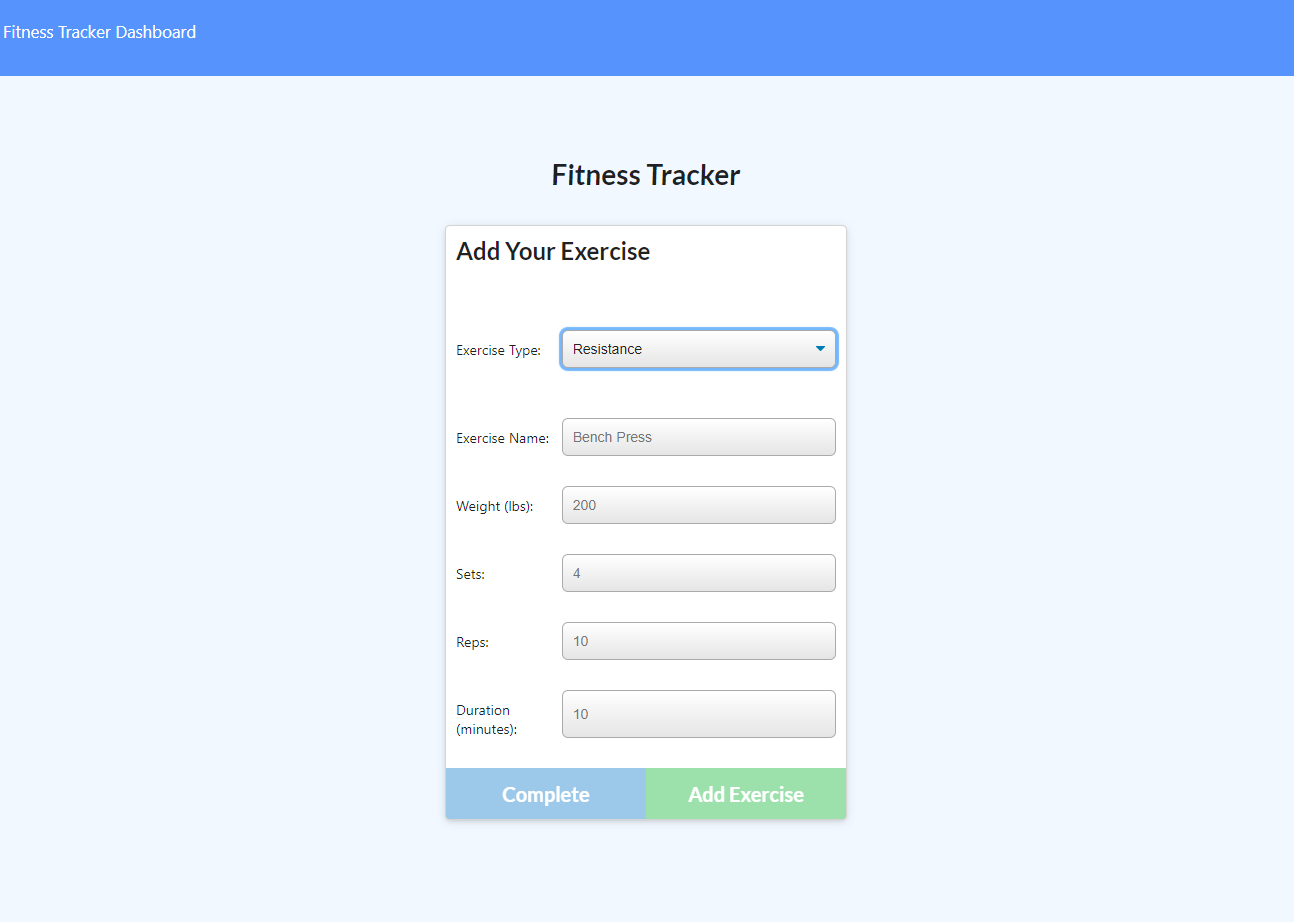 Fitness Tracker Dashboard
Fitness Tracker
Add Your Exercise
Exercise Type: Resistance
Exercise Name: Bench Press
Weight (lbs): 200
Sets: 4
Reps: 10
Duration
(minutes): 10
Complete Add Exercise